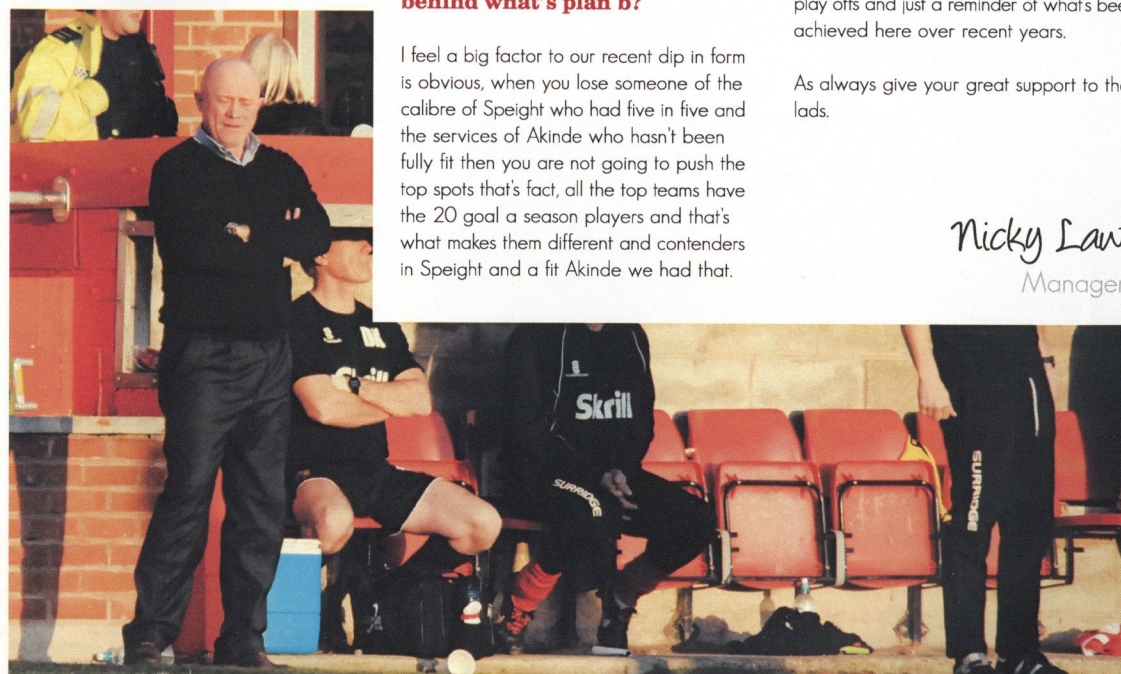 behind what's plan b?
I feel a big factor to our recent dip in form
is obvious, when you lose someone of the
calibre of Speight who had five in five and
the services of Akinde who hasn't been
fully fit then you are not going to push the
top spots that's fact, all the top teams have
the 20 goal a season players and that's
what makes them different and contenders
in Speight and a fit Akinde we had that.
play offs and just a reminder of what's
achieved here over recent years.
As always give your great support to
lads.
Nicky
Manager
DK
Skrill
Skrill
SURRIDGE
SURRIDGE